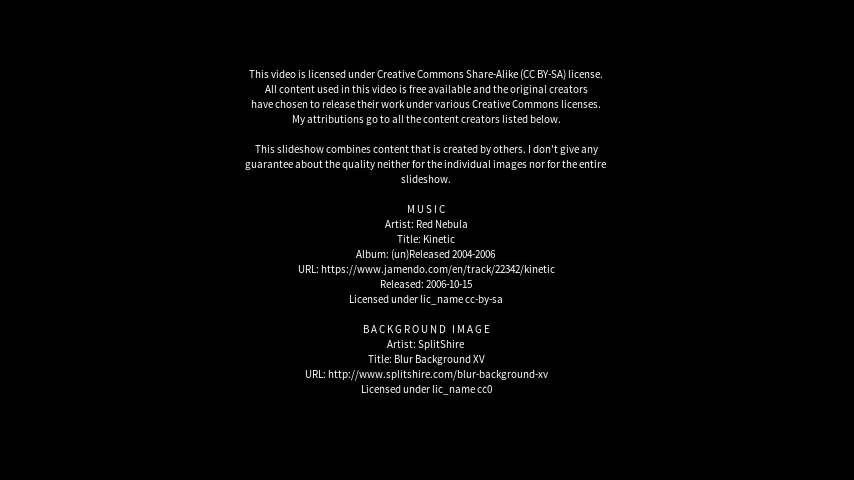 This video is licensed under Creative Commons Share-Alike (CC BY-SA) license.
All content used in this video is free available and the original creators
have chosen to release their work under various Creative Commons licenses.
My attributions go to all the content creators listed below.
This slideshow combines content that is created by others. I don't give any
guarantee about the quality neither for the individual images nor for the entire
slideshow.
MUSIC
Artist: Red Nebula
Title: Kinetic
Album: (un)Released 2004-2006
URL: https://www.jamendo.com/en/track/22342/kinetic
Released: 2006-10-15
Licensed under lic_name cc-by-sa
BACKGROUND IMAGE
Artist: SplitShire
Title: Blur Background XV
URL: http://www.splitshire.com/blur-background-xv
Licensed under lic_name cc0